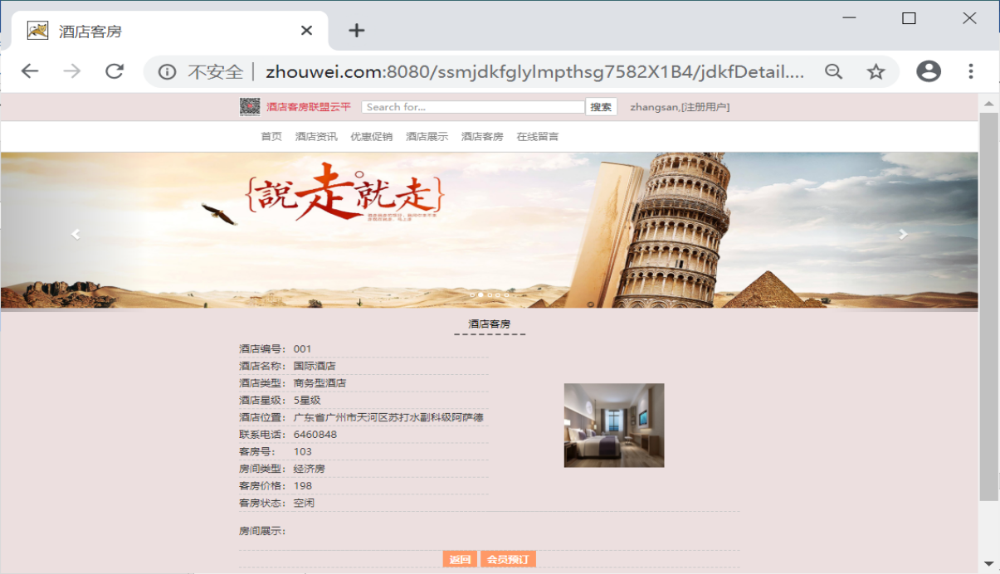 酒店客房
不安全 | zhouwei.com:8080/ssmjdkfglylmpthsg7582X1B4/jdkfDetail....
酒店客房联盟云平 Search for... 搜索 zhangsan,[注册用户]
首页 酒店资讯 优惠促销 酒店展示 酒店客房 在线留言
{說走就走}
酒店客房
酒店编号： 001
酒店名称： 国际酒店
酒店类型： 商务型酒店
酒店星级： 5星级
酒店位置： 广东省广州市天河区苏打水副科级阿萨德
联系电话： 6460848
客房号： 103
房间类型： 经济房
客房价格： 198
客房状态： 空闲
房间展示：
返回 会员预订